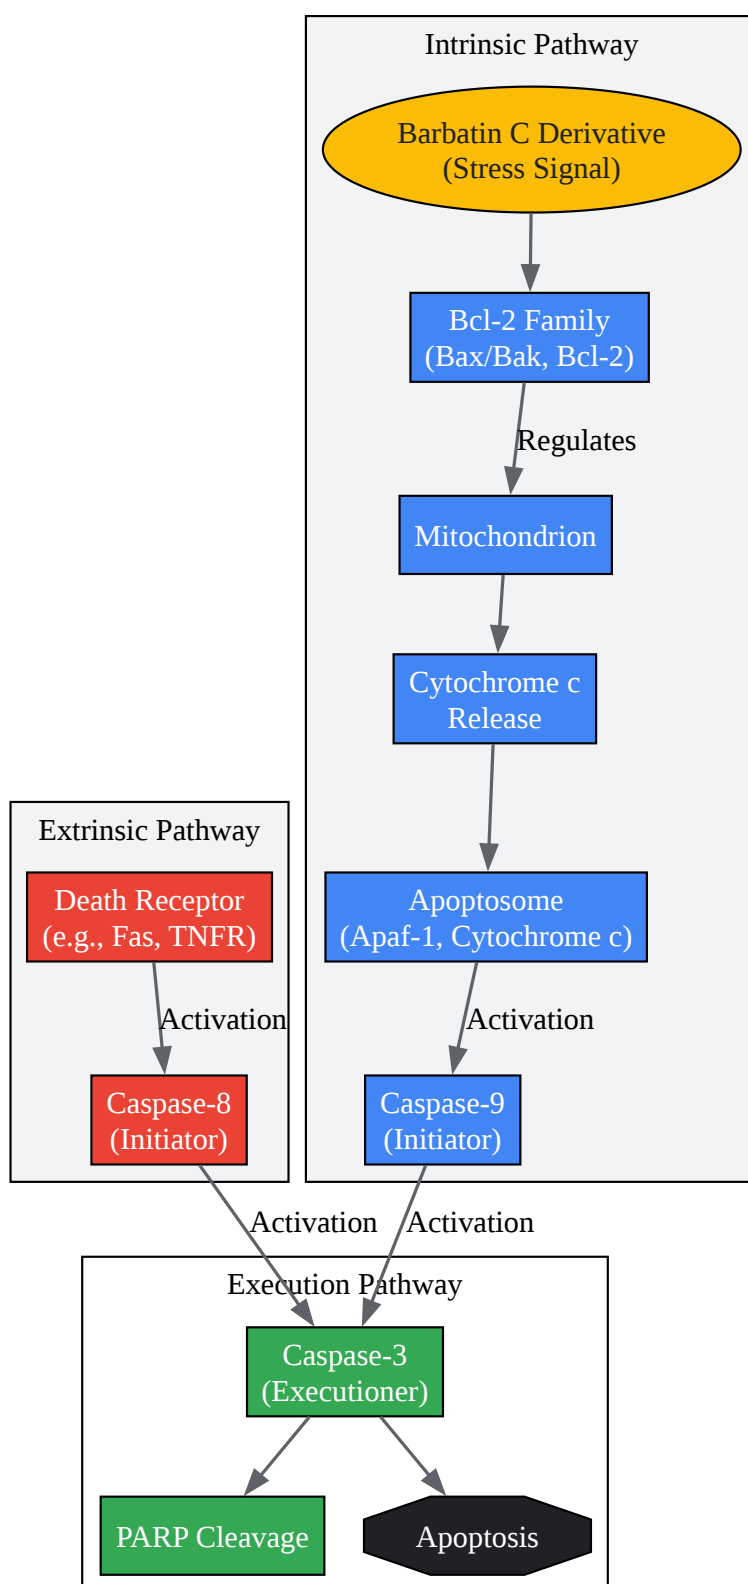 Intrinsic Pathway
Barbatin C Derivative
(Stress Signal)
Bcl-2 Family
(Bax/Bak, Bcl-2)
Regulates
Mitochondrion
Cytochrome c
Release
Extrinsic Pathway
Death Receptor
(e.g., Fas, TNFR)
Apoptosome
(Apaf-1, Cytochrome c)
Activation
Activation
Caspase-8
(Initiator)
Caspase-9
(Initiator)
Activation
Activation
Execution Pathway
Caspase-3
(Executioner)
PARP Cleavage
Apoptosis